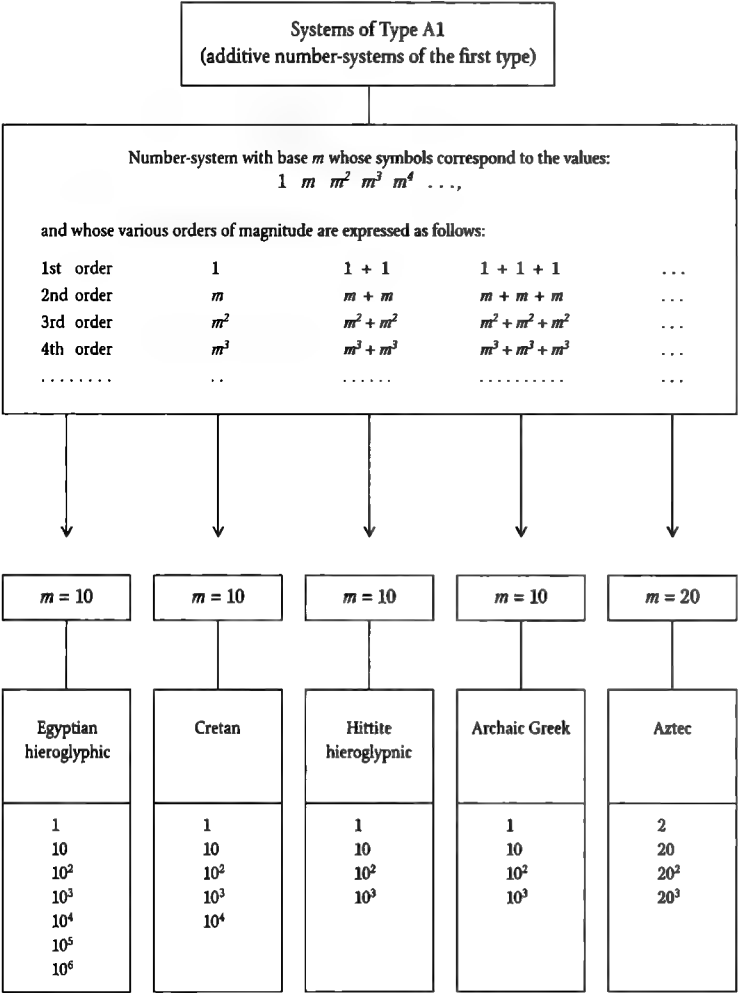 Systems of Type A1
(additive number-systems of the first type)
Number-system with base m whose symbols correspond to the values:
1 m m² m³ m⁴ . . .,
and whose various orders of magnitude are expressed as follows:
1st order 1 1 + 1 1 + 1 + 1 . . .
2nd order m m + m m + m + m . . .
3rd order m² m² + m² m² + m² + m² . . .
4th order m³ m³ + m³ m³ + m³ + m³ . . .
. . . . . . . . . . . . . . . . . . . . . . . . . . . . .
m = 10 m = 10 m = 10 m = 10 m = 20
Egyptian
hieroglyphic
1
10
10²
10³
10⁴
10⁵
10⁶
Cretan
1
10
10²
10³
10⁴
Hittite
hieroglypnic
1
10
10²
10³
Archaic Greek
1
10
10²
10³
Aztec
2
20
20²
20³